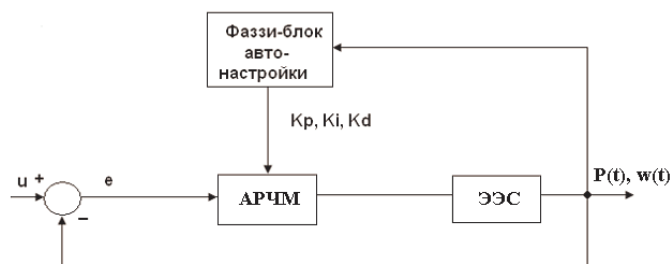 Фаззи-блок
авто-
настройки
Kp, Ki, Kd
u
+
e
–
АРЧМ
ЭЭС
P(t), w(t)